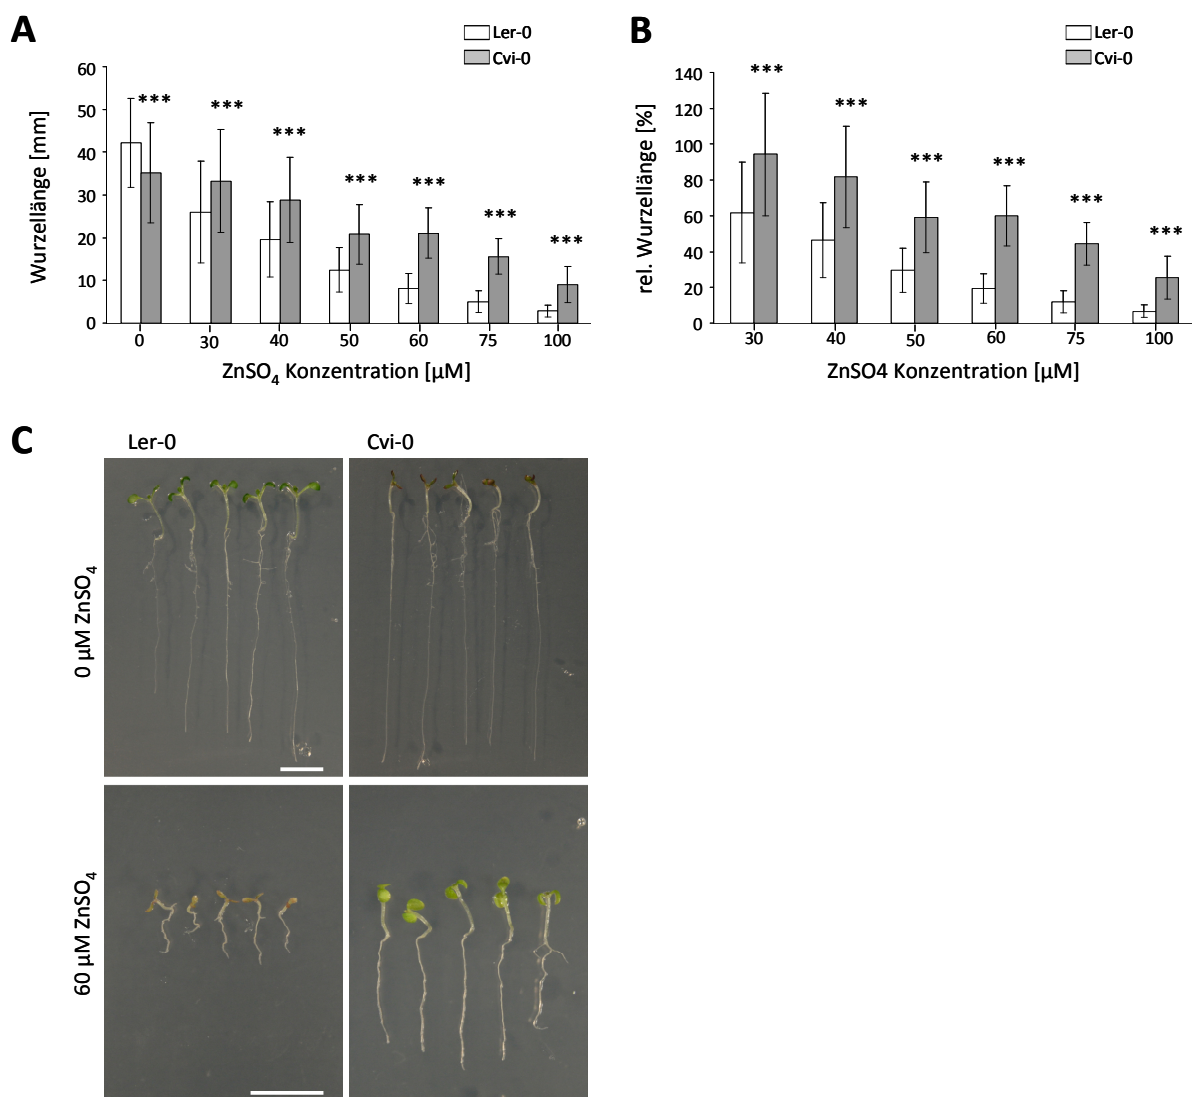 A
Ler-0
Cvi-0
***
***
***
***
***
***
***
60
50
40
30
20
10
0
Wurzellänge [mm]
0 30 40 50 60 75 100
ZnSO4 Konzentration [µM]
B
Ler-0
Cvi-0
***
***
***
***
***
***
140
120
100
80
60
40
20
0
rel. Wurzellänge [%]
30 40 50 60 75 100
ZnSO4 Konzentration [µM]
C
Ler-0 Cvi-0
0 µM ZnSO4
60 µM ZnSO4